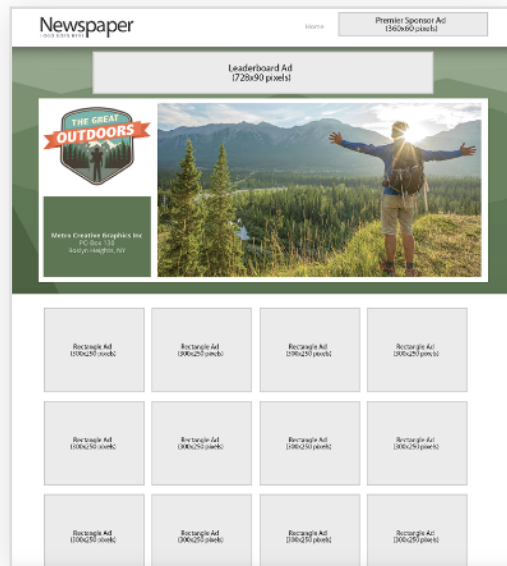 Newspaper
LOGO GOES HERE
Home
Premier Sponsor Ad
(360x60 pixels)
Leaderboard Ad
(728x90 pixels)
THE GREAT
OUTDOORS
Metro Creative Graphics Inc
PO Box 130
Roslyn Heights, NY
Rectangle Ad
(300x250 pixels)
Rectangle Ad
(300x250 pixels)
Rectangle Ad
(300x250 pixels)
Rectangle Ad
(300x250 pixels)
Rectangle Ad
(300x250 pixels)
Rectangle Ad
(300x250 pixels)
Rectangle Ad
(300x250 pixels)
Rectangle Ad
(300x250 pixels)
Rectangle Ad
(300x250 pixels)
Rectangle Ad
(300x250 pixels)
Rectangle Ad
(300x250 pixels)
Rectangle Ad
(300x250 pixels)